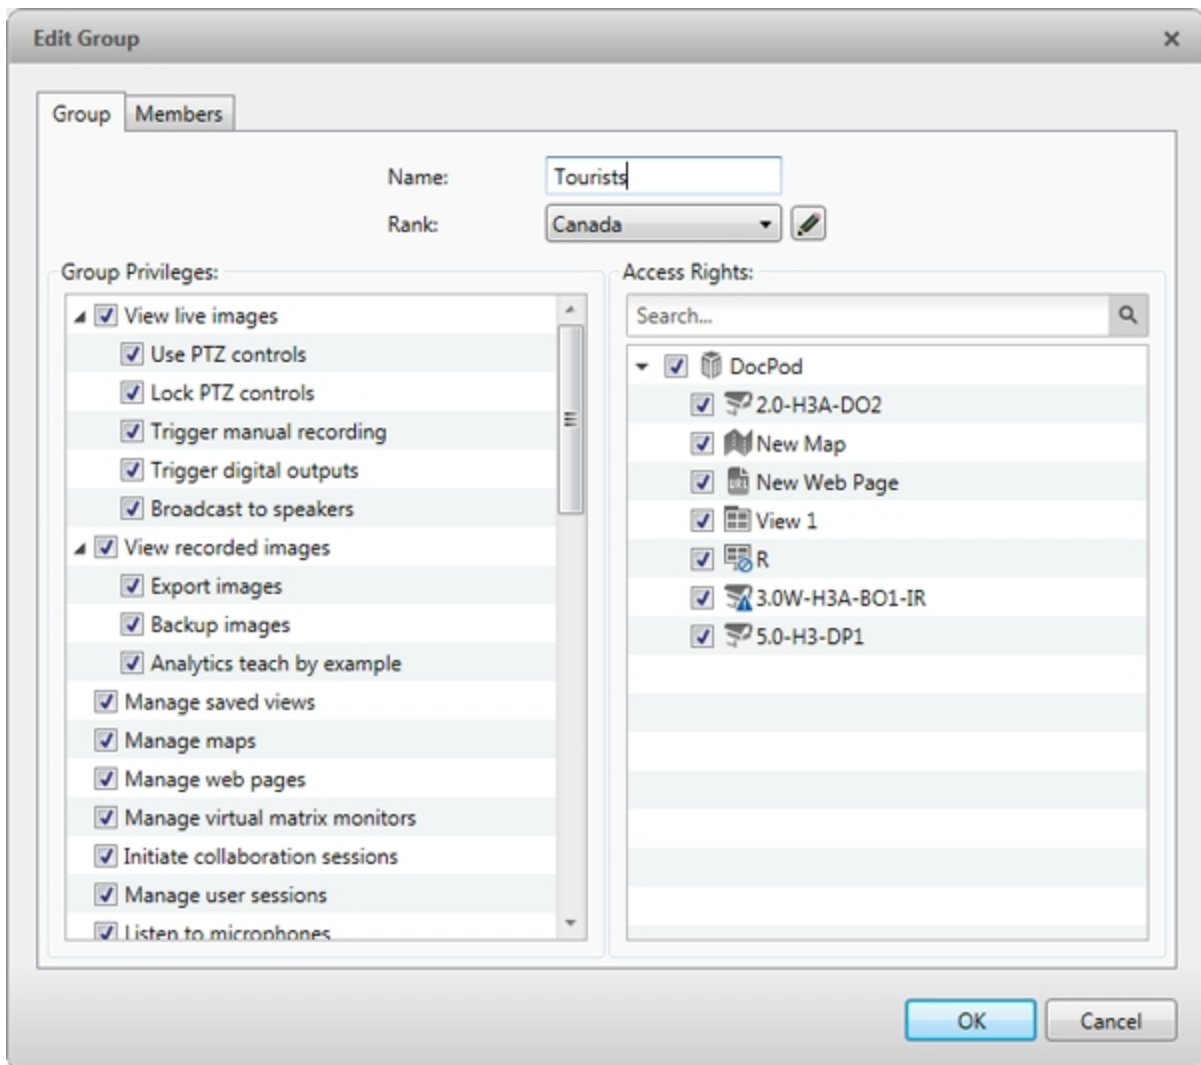 Edit Group
Group
Members
Name:
Tourists
Rank:
Canada
Group Privileges:
View live images
Use PTZ controls
Lock PTZ controls
Trigger manual recording
Trigger digital outputs
Broadcast to speakers
View recorded images
Export images
Backup images
Analytics teach by example
Manage saved views
Manage maps
Manage web pages
Manage virtual matrix monitors
Initiate collaboration sessions
Manage user sessions
Listen to microphones
Access Rights:
Search...
DocPod
2.0-H3A-DO2
New Map
URL New Web Page
View 1
R
3.0W-H3A-BO1-IR
5.0-H3-DP1
OK
Cancel